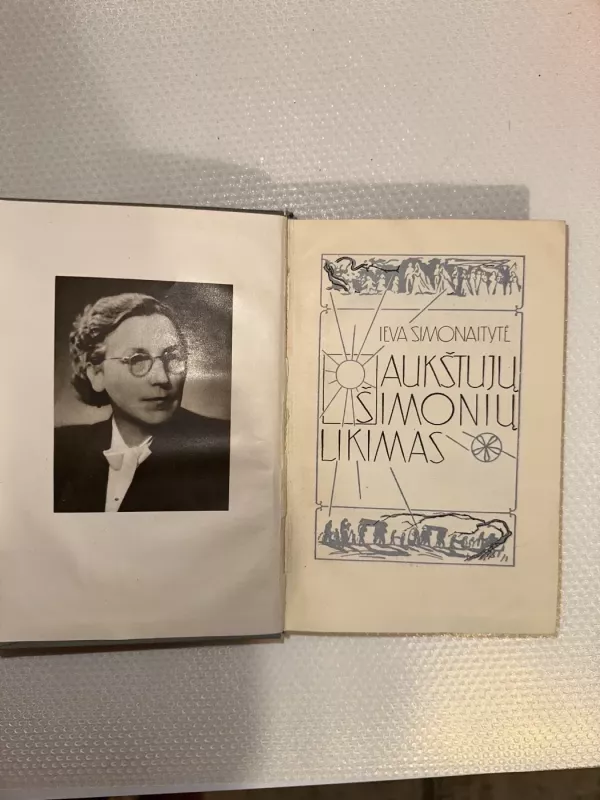 IEVA SIMONAITYTĖ
AUKŠTUJŲ
ŠIMONIŲ
LIKIMAS